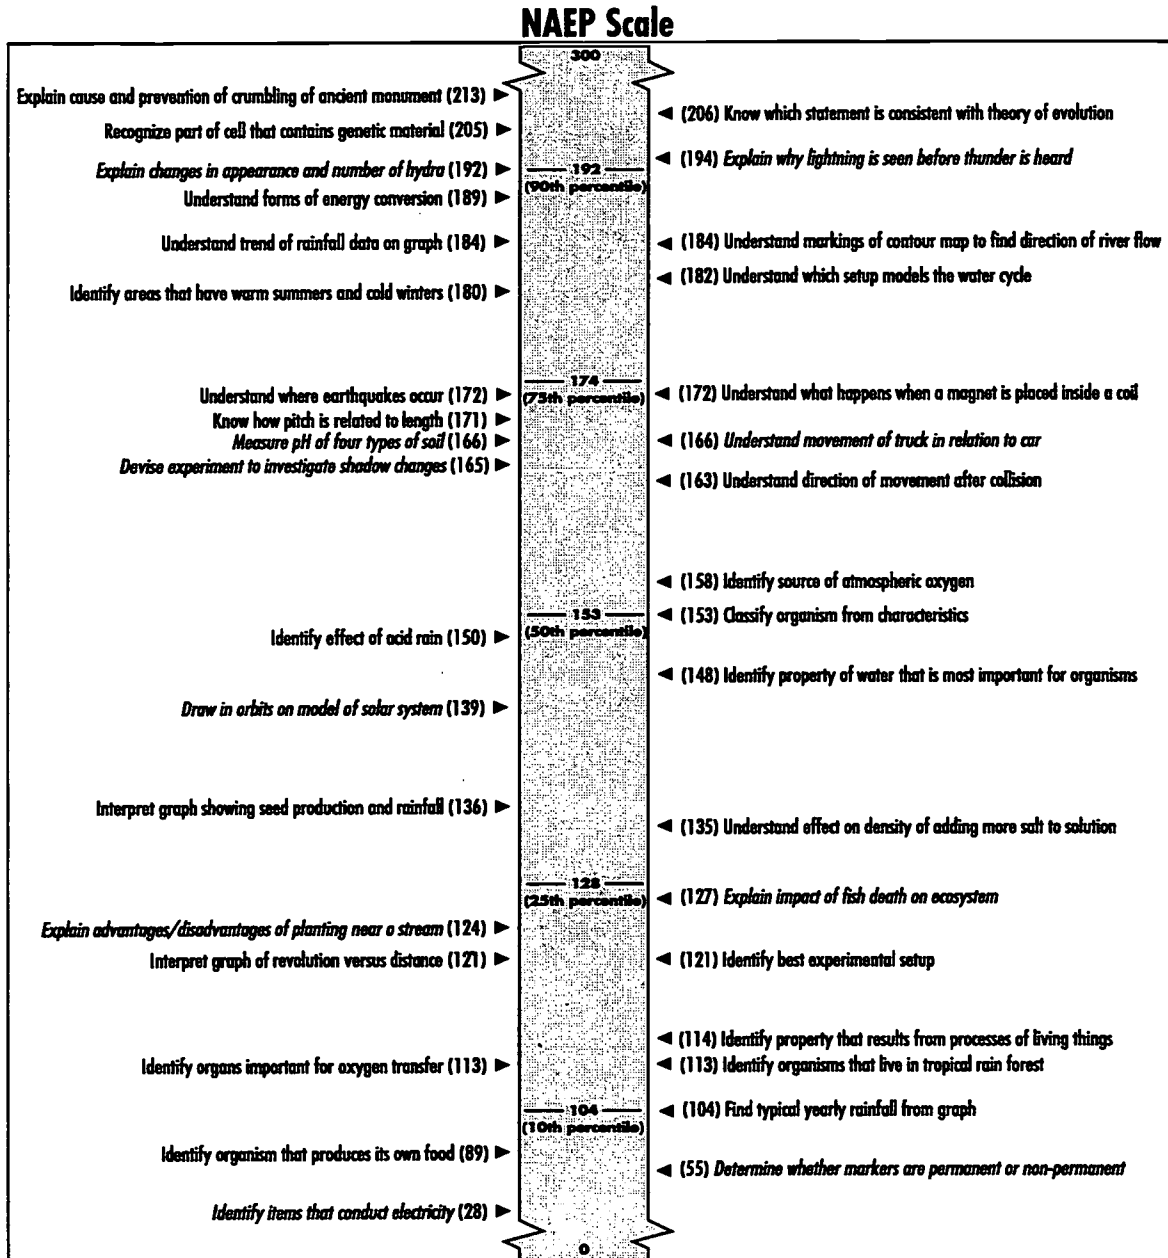 NAEP Scale
300
Explain cause and prevention of crumbling of ancient monument (213) ►
◄ (206) Know which statement is consistent with theory of evolution
Recognize part of cell that contains genetic material (205) ►
◄ (194) Explain why lightning is seen before thunder is heard
Explain changes in appearance and number of hydra (192) ►
192
(90th percentile)
Understand forms of energy conversion (189) ►
Understand trend of rainfall data on graph (184) ►
◄ (184) Understand markings of contour map to find direction of river flow
◄ (182) Understand which setup models the water cycle
Identify areas that have warm summers and cold winters (180) ►
174
(75th percentile)
Understand where earthquakes occur (172) ►
◄ (172) Understand what happens when a magnet is placed inside a coil
Know how pitch is related to length (171) ►
Measure pH of four types of soil (166) ►
◄ (166) Understand movement of truck in relation to car
Devise experiment to investigate shadow changes (165) ►
◄ (163) Understand direction of movement after collision
◄ (158) Identify source of atmospheric oxygen
153
(50th percentile)
◄ (153) Classify organism from characteristics
Identify effect of acid rain (150) ►
◄ (148) Identify property of water that is most important for organisms
Draw in orbits on model of solar system (139) ►
Interpret graph showing seed production and rainfall (136) ►
◄ (135) Understand effect on density of adding more salt to solution
128
(25th percentile)
◄ (127) Explain impact of fish death on ecosystem
Explain advantages/disadvantages of planting near a stream (124) ►
Interpret graph of revolution versus distance (121) ►
◄ (121) Identify best experimental setup
◄ (114) Identify property that results from processes of living things
Identify organs important for oxygen transfer (113) ►
◄ (113) Identify organisms that live in tropical rain forest
104
(10th percentile)
◄ (104) Find typical yearly rainfall from graph
Identify organism that produces its own food (89) ►
◄ (55) Determine whether markers are permanent or non-permanent
Identify items that conduct electricity (28) ►
0